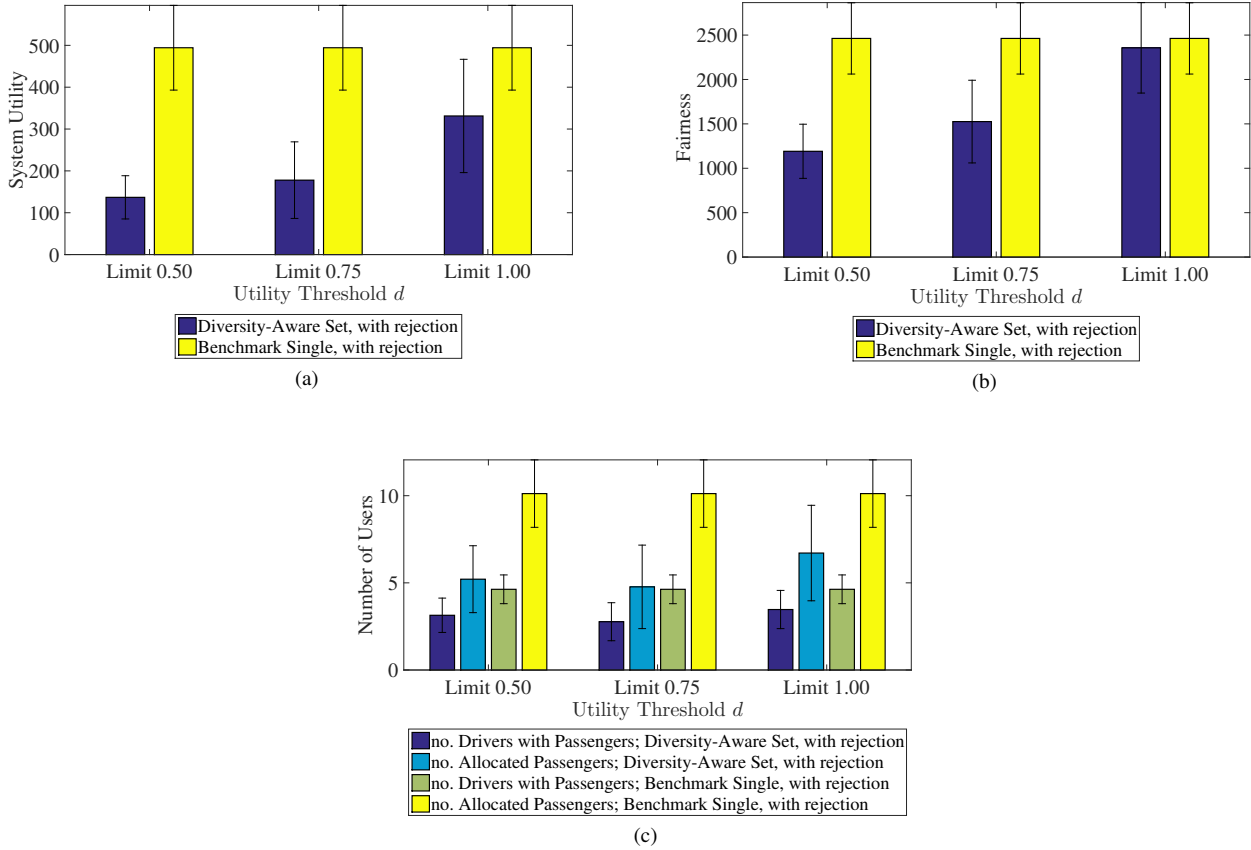 System Utility
500
400
300
200
100
0
Limit 0.50
Limit 0.75
Limit 1.00
Utility Threshold d
Diversity-Aware Set, with rejection
Benchmark Single, with rejection
(a)
Fairness
2500
2000
1500
1000
500
0
Limit 0.50
Limit 0.75
Limit 1.00
Utility Threshold d
Diversity-Aware Set, with rejection
Benchmark Single, with rejection
(b)
Number of Users
10
5
0
Limit 0.50
Limit 0.75
Limit 1.00
Utility Threshold d
no. Drivers with Passengers; Diversity-Aware Set, with rejection
no. Allocated Passengers; Diversity-Aware Set, with rejection
no. Drivers with Passengers; Benchmark Single, with rejection
no. Allocated Passengers; Benchmark Single, with rejection
(c)